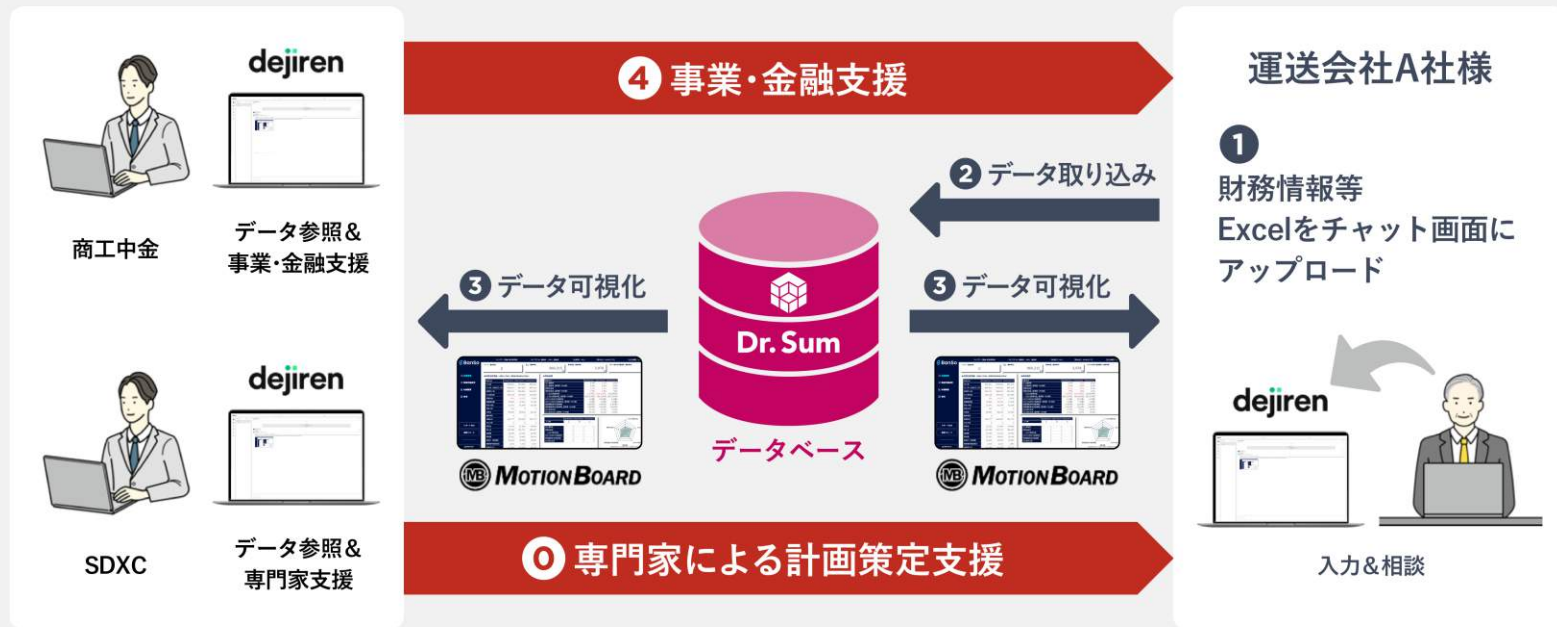 dejiren
商工中金
データ参照&
事業・金融支援
dejiren
SDXC
データ参照&
専門家支援
4 事業・金融支援
2 データ取り込み
3 データ可視化
3 データ可視化
Dr.Sum
データベース
MB MOTIONBOARD
MB MOTIONBOARD
0 専門家による計画策定支援
運送会社A社様
1
財務情報等
Excelをチャット画面に
アップロード
dejiren
入力&相談